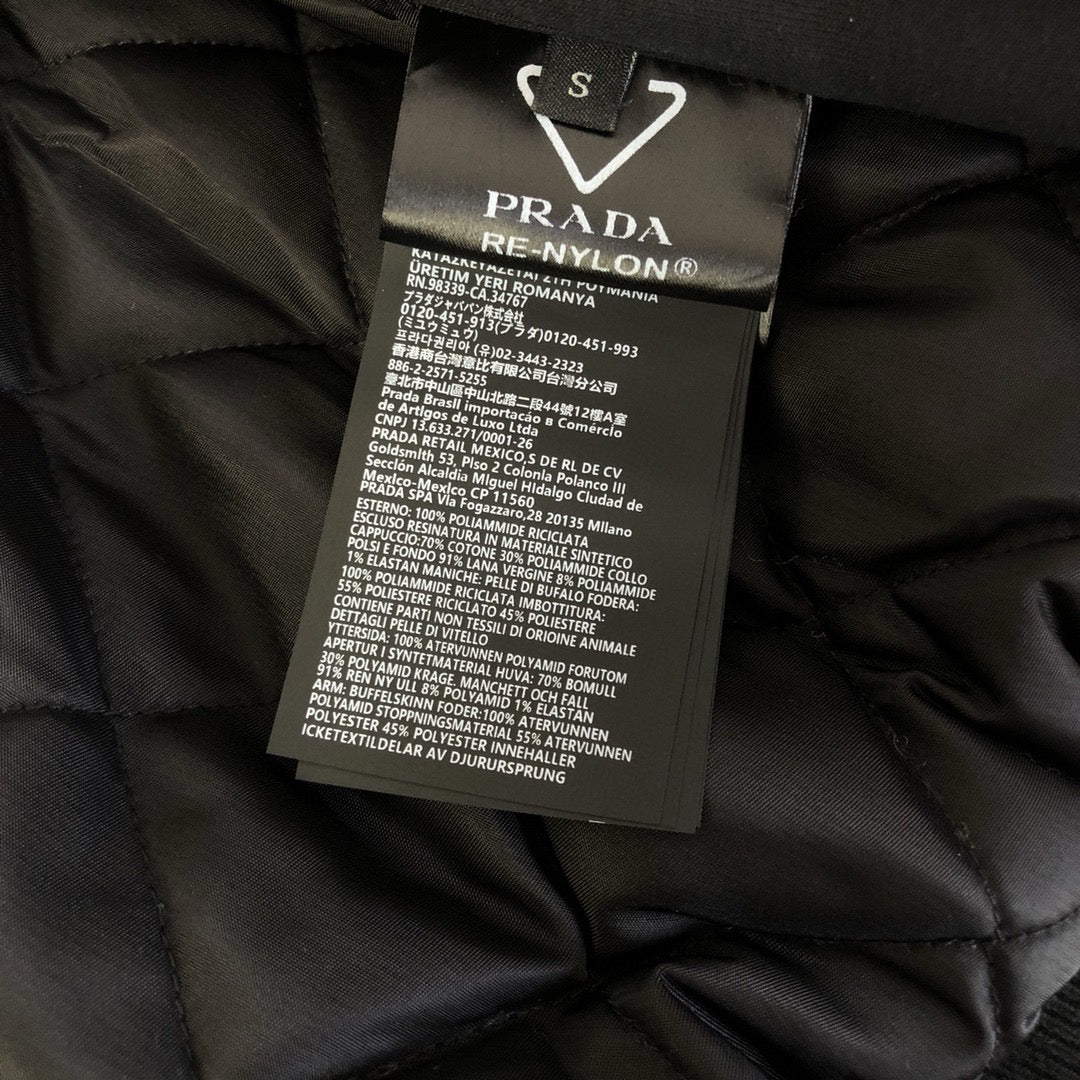 S
PRADA
RE-NYLON®
KATAΣKEYAZETAI ΣTH POYMANIA
ÜRETIM YERI ROMANYA
RN.98339-CA.34767
プラダジャパン株式会社
0120-451-913(プラダ)0120-451-993
(ミユウミュウ)
프라다코리아 (유)02-3443-2323
香港商台灣意比有限公司台灣分公司
886-2-2571-5255
臺北市中山區中山北路二段44號12樓A室
Prada Brasil importacáo в Comércio
de Artigos de Luxo Ltda
CNPJ 13.633.271/0001-26
PRADA RETAIL MEXICO,S DE RL DE CV
Goldsmith 53, Piso 2 Colonia Polanco III
Sección Alcaldia Miguel Hidalgo Ciudad de
Mexico-Mexico CP 11560
PRADA SPA Via Fogazzaro,28 20135 Milano
ESTERNO: 100% POLIAMMIDE RICICLATA
ESCLUSO RESINATURA IN MATERIALE SINTETICO
CAPPUCCIO:70% COTONE 30% POLIAMMIDE COLLO
POLSI E FONDO 91% LANA VERGINE 8% POLIAMMIDE
1% ELASTAN MANICHE: PELLE DI BUFALO FODERA:
100% POLIAMMIDE RICICLATA IMBOTTITURA:
55% POLIESTERE RICICLATO 45% POLIESTERE
CONTIENE PARTI NON TESSILI DI ORIOINE ANIMALE
DETTAGLI PELLE DI VITELLO
YTTERSIDA: 100% ATERVUNNEN POLYAMID FORUTOM
APERTUR I SYNTETMATERIAL HUVA: 70% BOMULL
30% POLYAMID KRAGE. MANCHETT OCH FALL
91% REN NY ULL 8% POLYAMID 1% ELASTAN
ARM: BUFFELSKINN FODER:100% ATERVUNNEN
POLYAMID STOPPNINGSMATERIAL 55% ATERVUNNEN
POLYESTER 45% POLYESTER INNEHALLER
ICKETEXTILDELAR AV DJURURSPRUNG